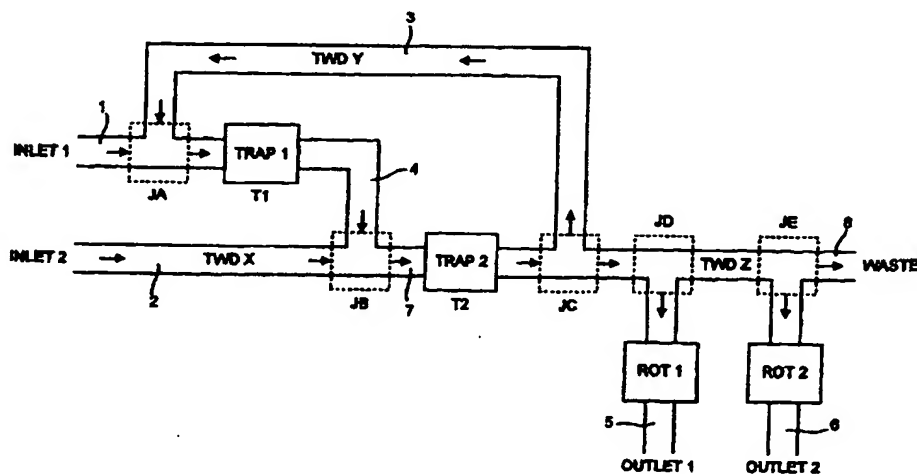 3
TWD Y
1
INLET 1
TRAP 1
4
JA
T1
JD
JE
8
INLET 2
TWD X
TRAP 2
TWD Z
WASTE
2
JB
7
T2
JC
ROT 1
ROT 2
5
6
OUTLET 1
OUTLET 2